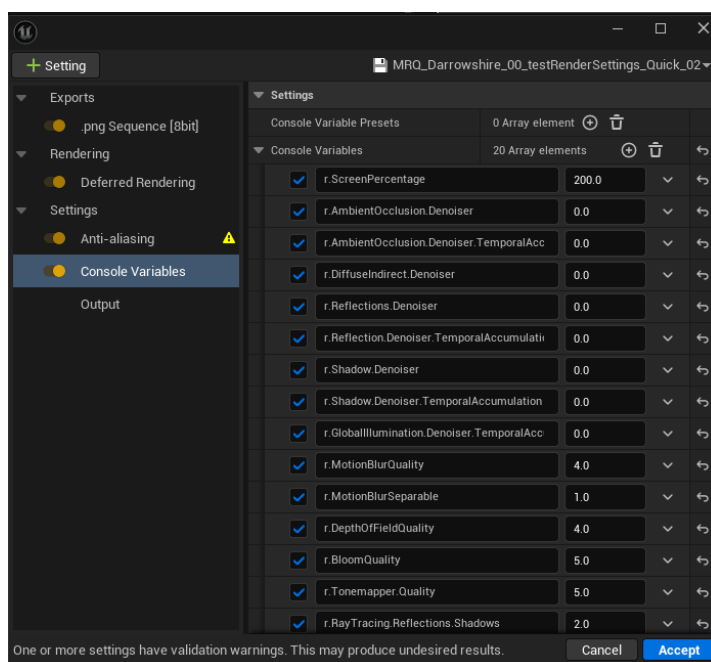 + Setting
MRQ_Darrowshire_00_testRenderSettings_Quick_02
Exports
.png Sequence [8bit]
Rendering
Deferred Rendering
Settings
Anti-aliasing
Console Variables
Output
Settings
Console Variable Presets 0 Array element
Console Variables 20 Array elements
r.ScreenPercentage 200.0
r.AmbientOcclusion.Denoiser 0.0
r.AmbientOcclusion.Denoiser.TemporalAcc 0.0
r.DiffuseIndirect.Denoiser 0.0
r.Reflections.Denoiser 0.0
r.Reflection.Denoiser.TemporalAccumulati 0.0
r.Shadow.Denoiser 0.0
r.Shadow.Denoiser.TemporalAccumulation 0.0
r.GlobalIllumination.Denoiser.TemporalAcc 0.0
r.MotionBlurQuality 4.0
r.MotionBlurSeparable 1.0
r.DepthOfFieldQuality 4.0
r.BloomQuality 5.0
r.Tonemapper.Quality 5.0
r.RayTracing.Reflections.Shadows 2.0
One or more settings have validation warnings. This may produce undesired results. Cancel Accept